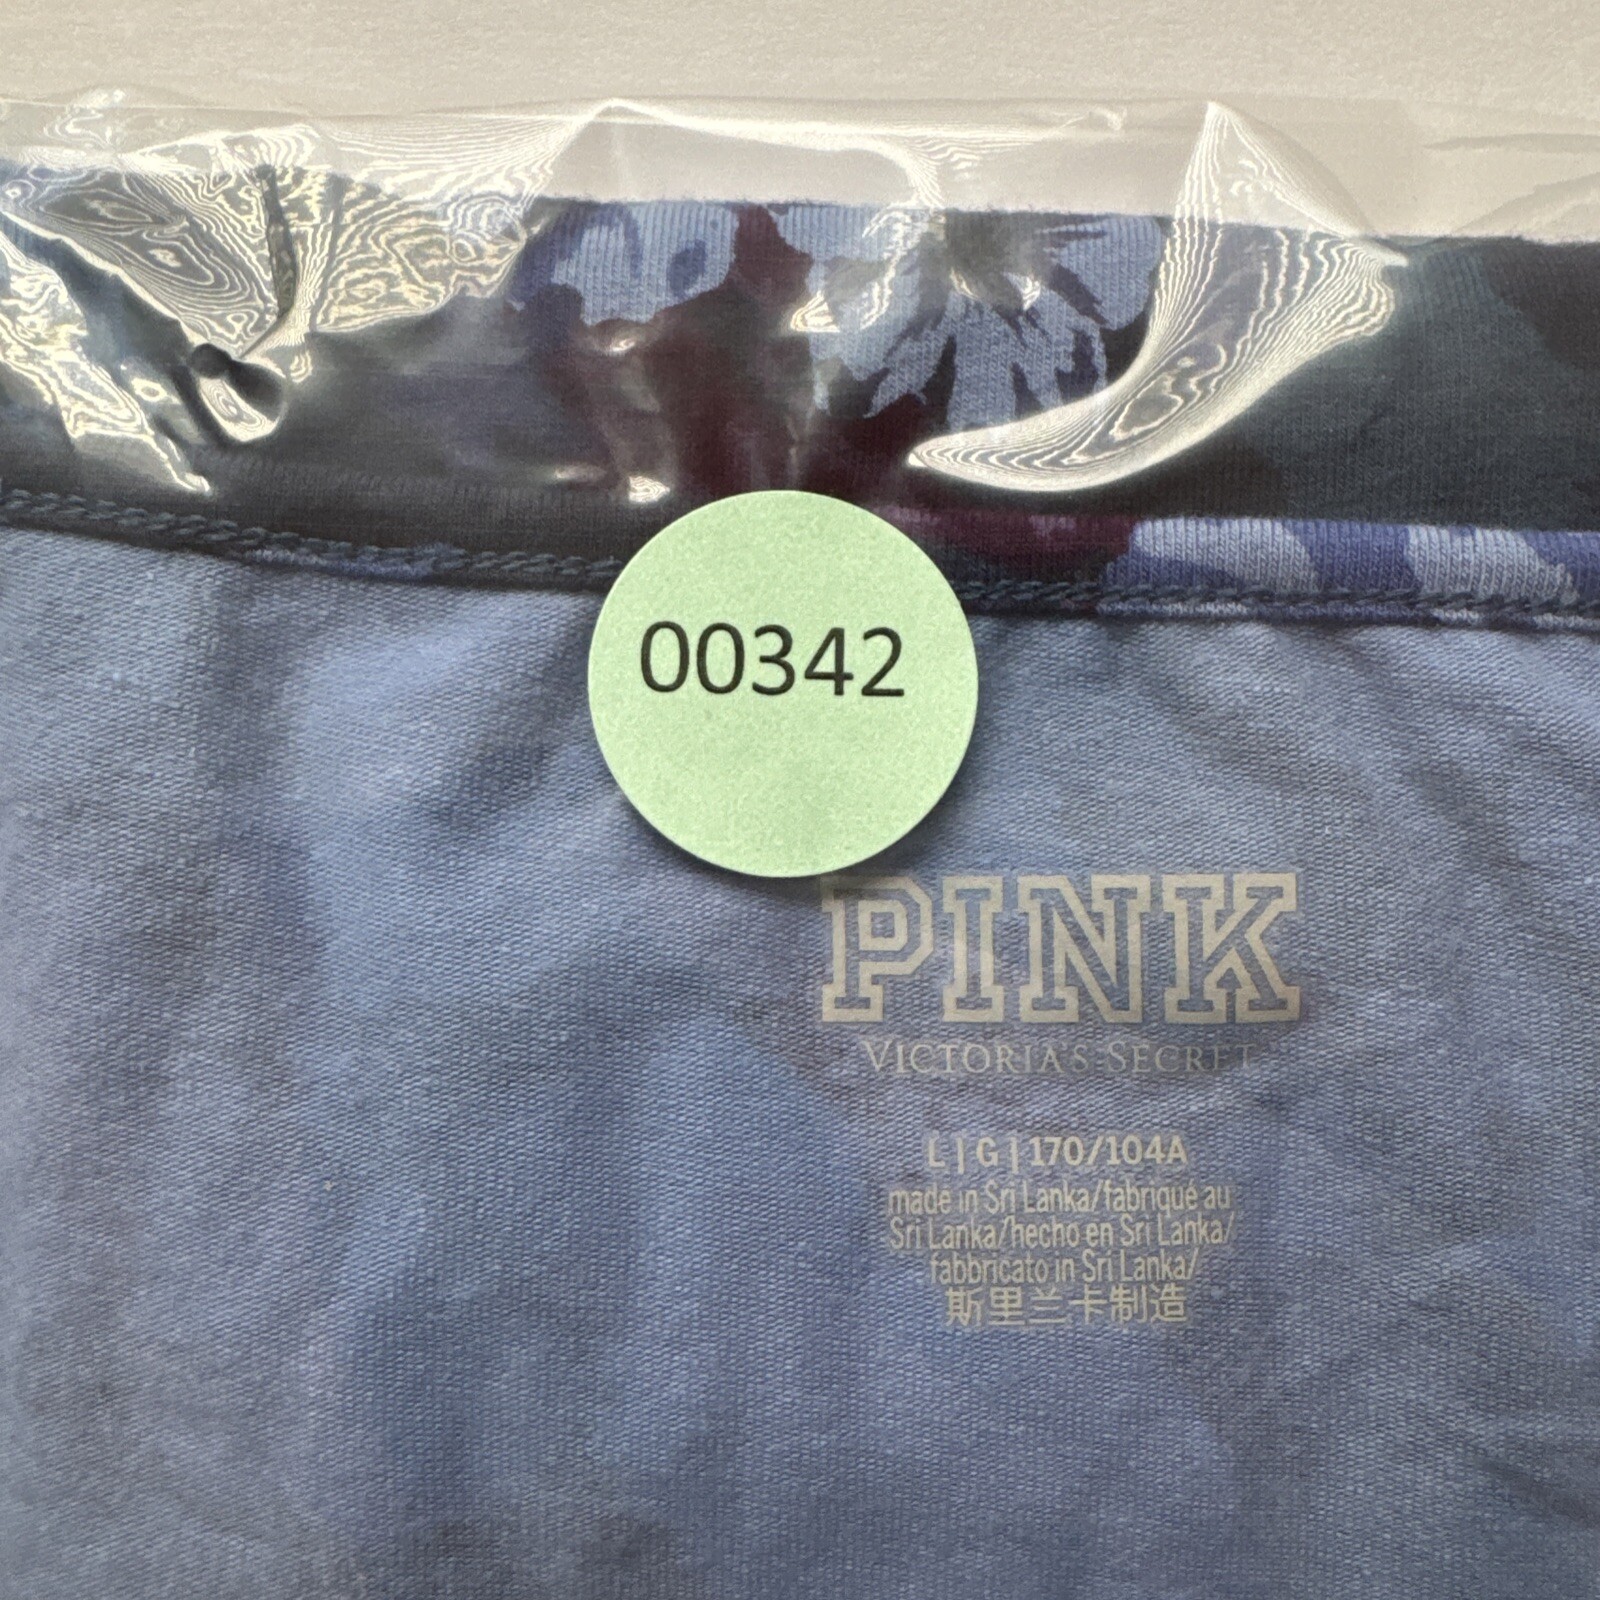 00342
PINK
VICTORIA'S SECRET
L | G | 170/104A
made in Sri Lanka/fabriqué au
Sri Lanka/hecho en Sri Lanka/
fabbricato in Sri Lanka/
斯里兰卡制造